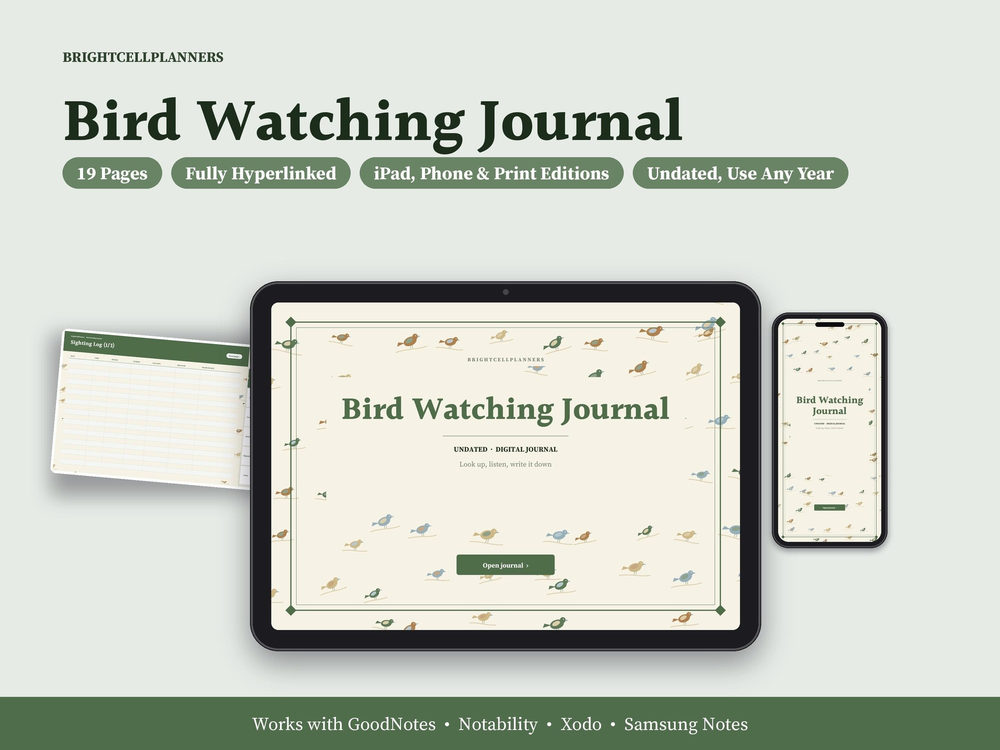 BRIGHTCELLPLANNERS
Bird Watching Journal
19 Pages
Fully Hyperlinked
iPad, Phone & Print Editions
Undated, Use Any Year
Sighting Log (1/1)
BRIGHTCELLPLANNERS
Bird Watching Journal
UNDATED · DIGITAL JOURNAL
Look up, listen, write it down
Open journal ›
Bird Watching
Journal
Works with GoodNotes • Notability • Xodo • Samsung Notes